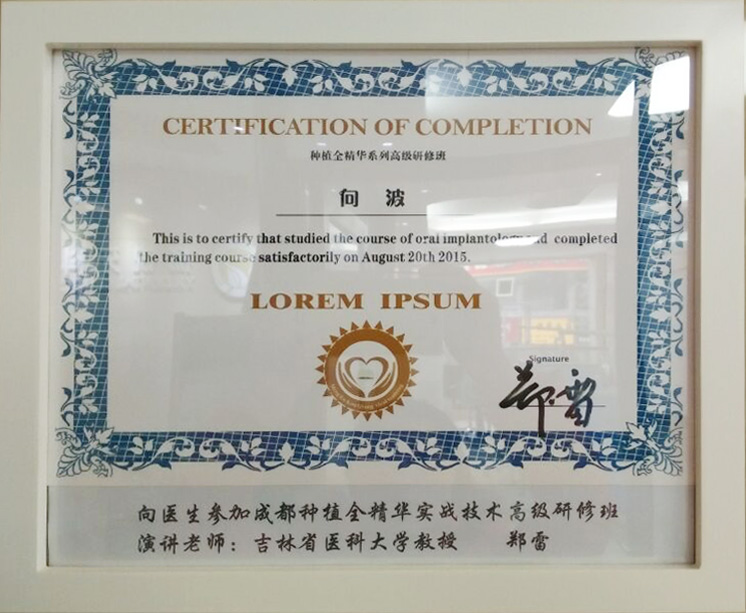 CERTIFICATION OF COMPLETION
种植全精华系列高级研修班
向 波
This is to certify that studied the course of oral implantology and completed
the training course satisfactorily on August 20th 2015.
LOREM IPSUM
Signature
郑雷
向医生参加成都种植全精华实战技术高级研修班
演讲老师：吉林省医科大学教授 郑雷